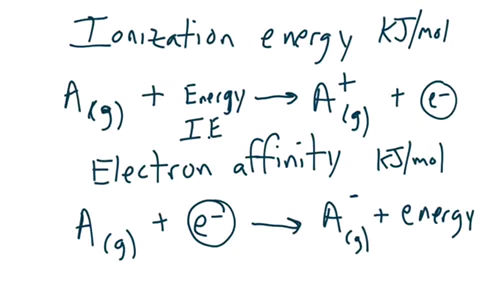 Ionization energy kJ/mol
A(g) + Energy → A⁺(g) + e⁻
IE
Electron affinity kJ/mol
A(g) + e⁻ → A⁻(g) + energy